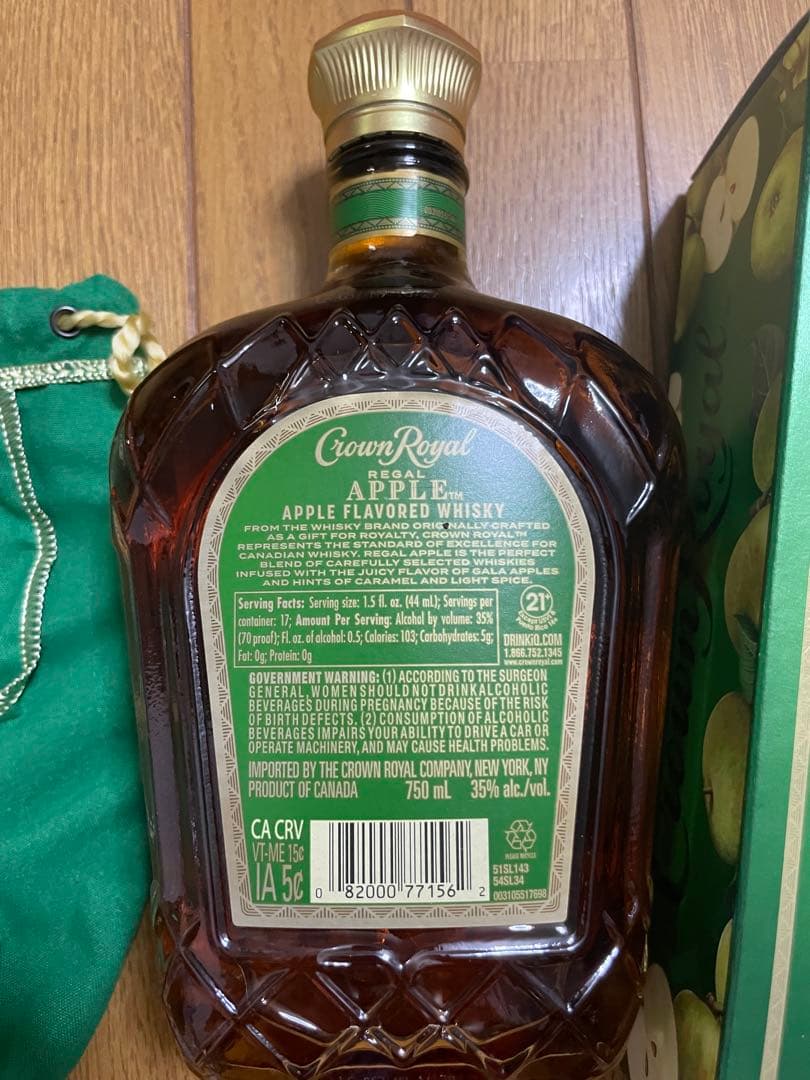 Crown Royal
REGAL
APPLE™
APPLE FLAVORED WHISKY
FROM THE WHISKY BRAND ORIGINALLY CRAFTED
AS A GIFT FOR ROYALTY, CROWN ROYAL™
REPRESENTS THE STANDARD OF EXCELLENCE FOR
CANADIAN WHISKY. REGAL APPLE IS THE PERFECT
BLEND OF CAREFULLY SELECTED WHISKIES
INFUSED WITH THE JUICY FLAVOR OF GALA APPLES
AND HINTS OF CARAMEL AND LIGHT SPICE.
Serving Facts: Serving size: 1.5 fl. oz. (44 mL); Servings per
container: 17; Amount Per Serving: Alcohol by volume: 35%
(70 proof); Fl. oz. of alcohol: 0.5; Calories: 103; Carbohydrates: 5g;
Fat: 0g; Protein: 0g
21+
Except USVI &
Puerto Rico 18+
DRINKiQ.COM
1.866.752.1345
www.crownroyal.com
GOVERNMENT WARNING: (1) ACCORDING TO THE SURGEON
GENERAL, WOMEN SHOULD NOT DRINK ALCOHOLIC
BEVERAGES DURING PREGNANCY BECAUSE OF THE RISK
OF BIRTH DEFECTS. (2) CONSUMPTION OF ALCOHOLIC
BEVERAGES IMPAIRS YOUR ABILITY TO DRIVE A CAR OR
OPERATE MACHINERY, AND MAY CAUSE HEALTH PROBLEMS.
IMPORTED BY THE CROWN ROYAL COMPANY, NEW YORK, NY
PRODUCT OF CANADA 750 mL 35% alc./vol.
CA CRV
VT-ME 15¢
IA 5¢
0 82000 77156 2
PLEASE RECYCLE
51SL143
54SL34
003105517698
Crown Royal